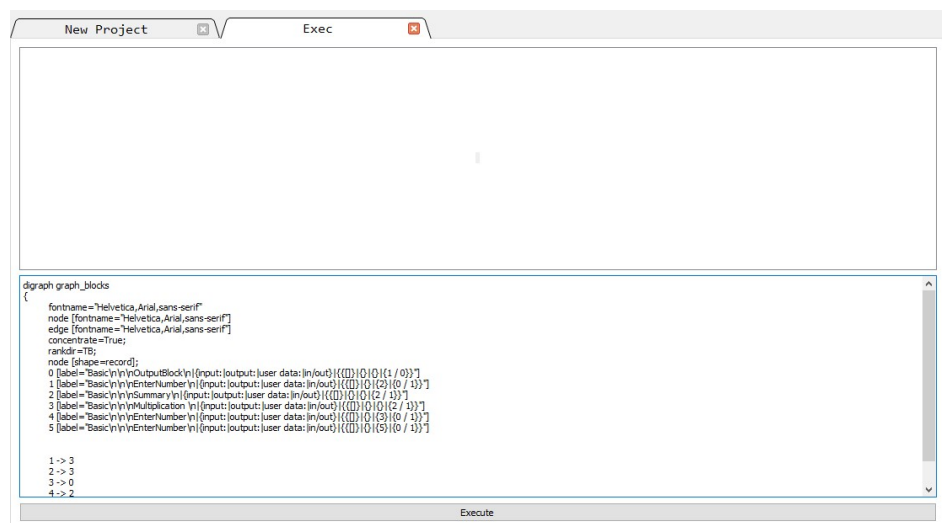 New Project
Exec
digraph graph_blocks
{
fontname="Helvetica,Arial,sans-serif"
node [fontname="Helvetica,Arial,sans-serif"]
edge [fontname="Helvetica,Arial,sans-serif"]
concentrate=True;
rankdir=TB;
node [shape=record];
0 [label="Basic\n\n\nOutputBlock\n|{input:|output:|user data:|in/out}|{{[]}|{}|{}|{1 / 0}}"]
1 [label="Basic\n\n\nEnterNumber\n|{input:|output:|user data:|in/out}|{{[]}|{}|{2}|{0 / 1}}"]
2 [label="Basic\n\n\nSummary\n|{input:|output:|user data:|in/out}|{{[]}|{}|{}|{2 / 1}}"]
3 [label="Basic\n\n\nMultiplication \n|{input:|output:|user data:|in/out}|{{[]}|{}|{}|{2 / 1}}"]
4 [label="Basic\n\n\nEnterNumber\n|{input:|output:|user data:|in/out}|{{[]}|{}|{3}|{0 / 1}}"]
5 [label="Basic\n\n\nEnterNumber\n|{input:|output:|user data:|in/out}|{{[]}|{}|{5}|{0 / 1}}"]
1 -> 3
2 -> 3
3 -> 0
4 -> 2
Execute